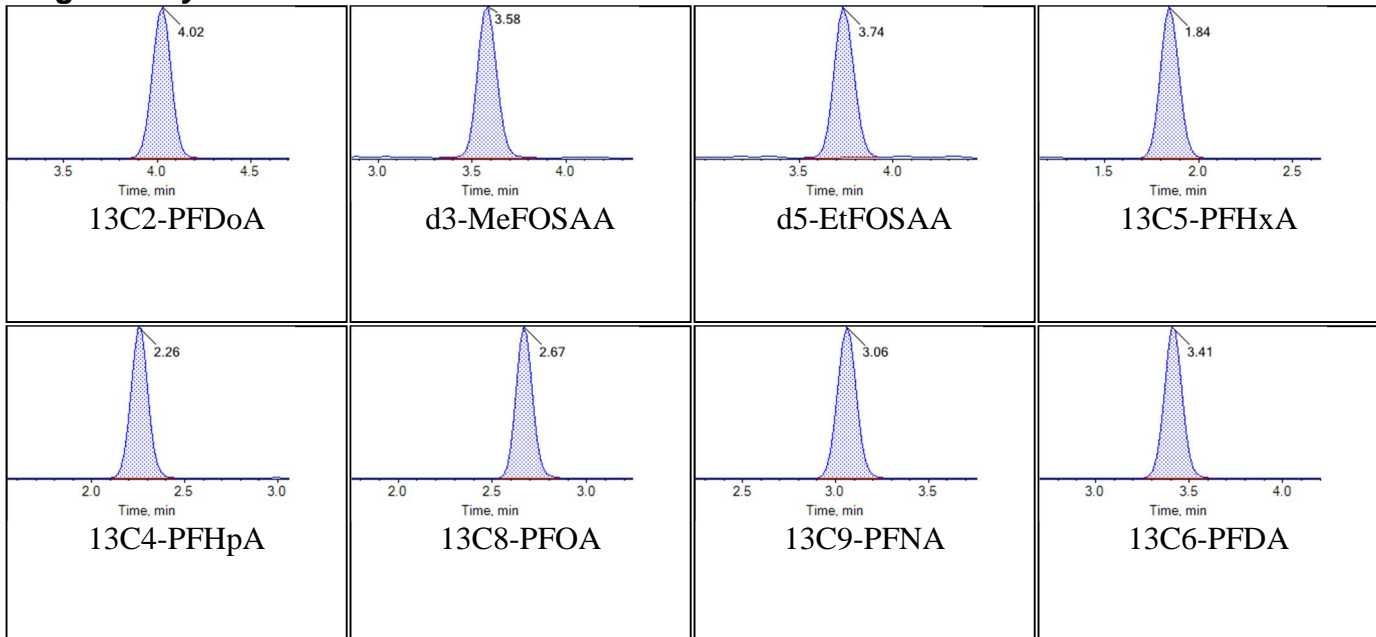 4.02
3.5 4.0 4.5
Time, min
13C2-PFDoA
3.58
3.0 3.5 4.0
Time, min
d3-MeFOSAA
3.74
3.5 4.0
Time, min
d5-EtFOSAA
1.84
1.5 2.0 2.5
Time, min
13C5-PFHxA
2.26
2.0 2.5 3.0
Time, min
13C4-PFHpA
2.67
2.0 2.5 3.0
Time, min
13C8-PFOA
3.06
2.5 3.0 3.5
Time, min
13C9-PFNA
3.41
3.0 3.5 4.0
Time, min
13C6-PFDA